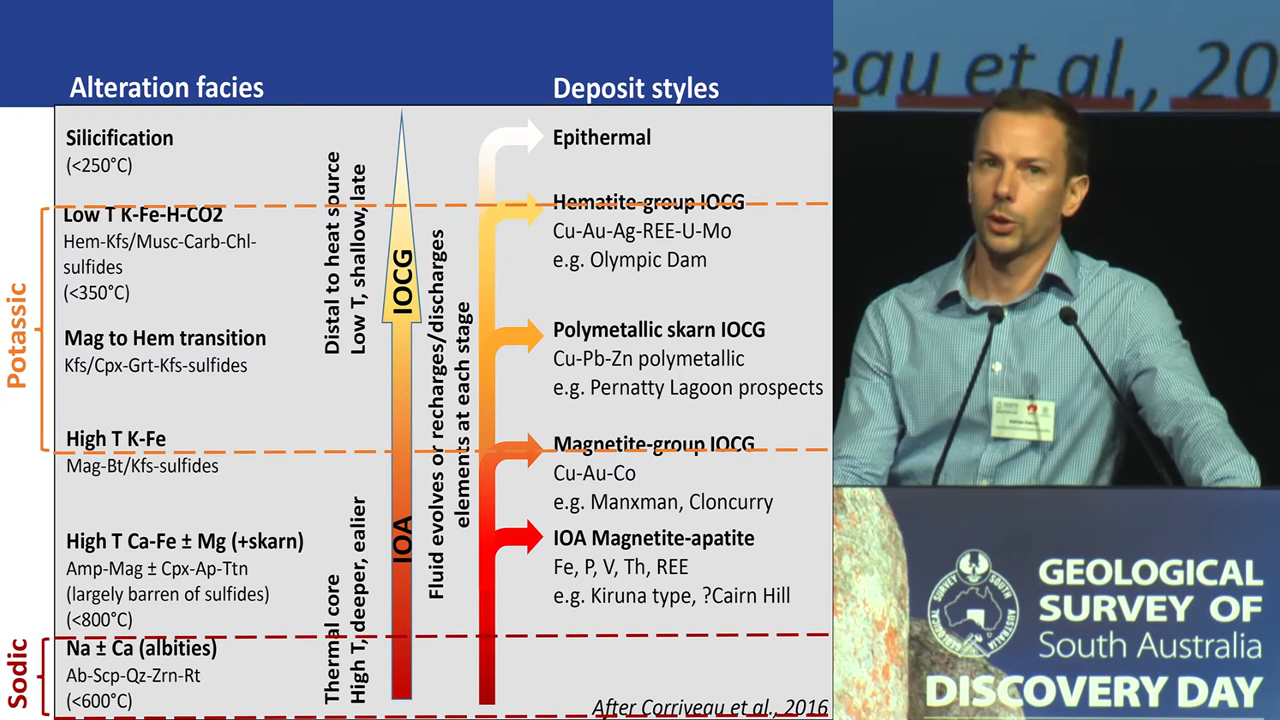 Alteration facies
Deposit styles
Silicification
(<250°C)
Low T K-Fe-H-CO2
Hem-Kfs/Musc-Carb-Chl-
sulfides
(<350°C)
Mag to Hem transition
Kfs/Cpx-Grt-Kfs-sulfides
High T K-Fe
Mag-Bt/Kfs-sulfides
High T Ca-Fe ± Mg (+skarn)
Amp-Mag ± Cpx-Ap-Ttn
(largely barren of sulfides)
(<800°C)
Na ± Ca (albities)
Ab-Scp-Qz-Zrn-Rt
(<600°C)
Potassic
Sodic
Distal to heat source
Low T, shallow, late
Thermal core
High T, deeper, ealier
IOCG
IOA
Fluid evolves or recharges/discharges
elements at each stage
Epithermal
Hematite-group IOCG
Cu-Au-Ag-REE-U-Mo
e.g. Olympic Dam
Polymetallic skarn IOCG
Cu-Pb-Zn polymetallic
e.g. Pernatty Lagoon prospects
Magnetite-group IOCG
Cu-Au-Co
e.g. Manxman, Cloncurry
IOA Magnetite-apatite
Fe, P, V, Th, REE
e.g. Kiruna type, ?Cairn Hill
After Corriveau et al., 2016
eau et al., 20
GEOLOGICAL
SURVEY OF
South Australia
DISCOVERY DAY